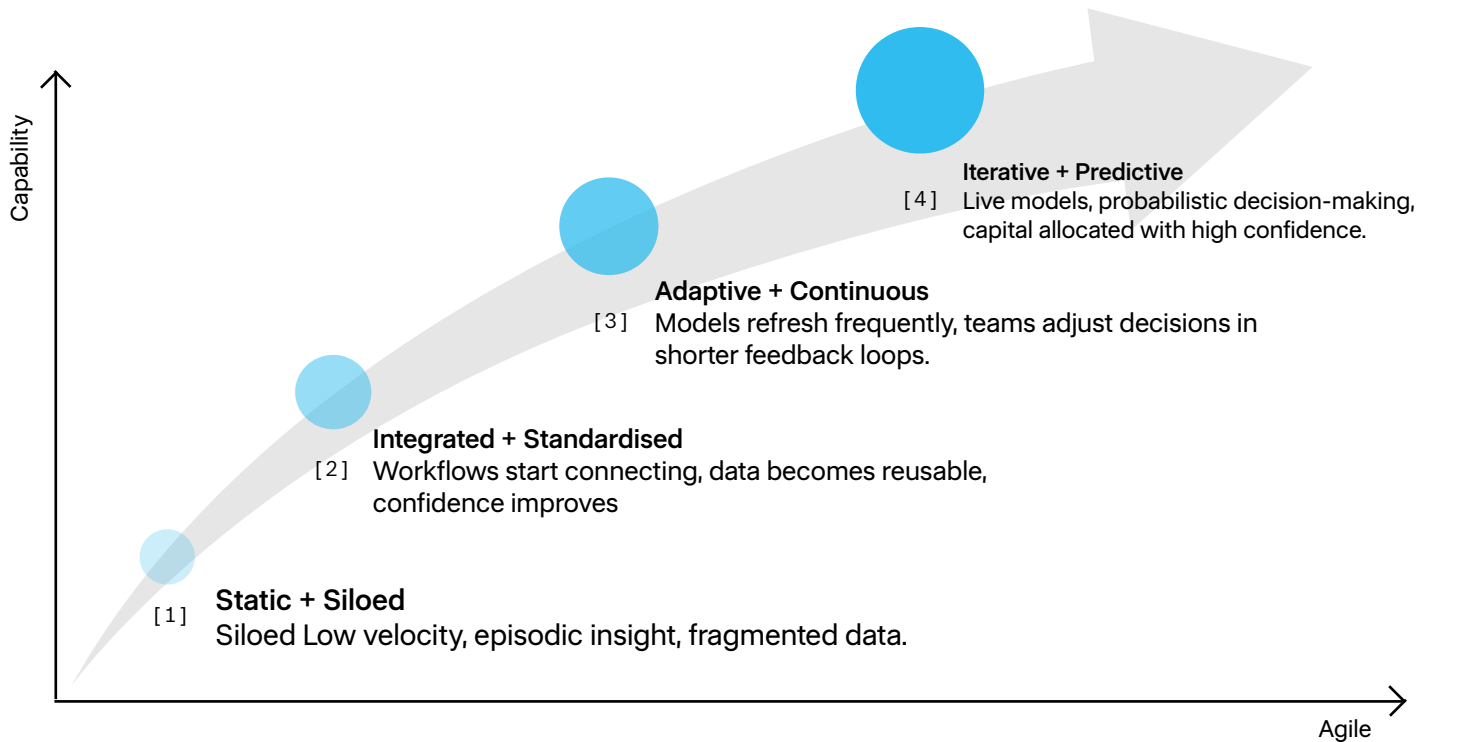 Capability
Iterative + Predictive
[4] Live models, probabilistic decision-making,
capital allocated with high confidence.
Adaptive + Continuous
[3] Models refresh frequently, teams adjust decisions in
shorter feedback loops.
Integrated + Standardised
[2] Workflows start connecting, data becomes reusable,
confidence improves
Static + Siloed
[1]
Siloed Low velocity, episodic insight, fragmented data.
Agile